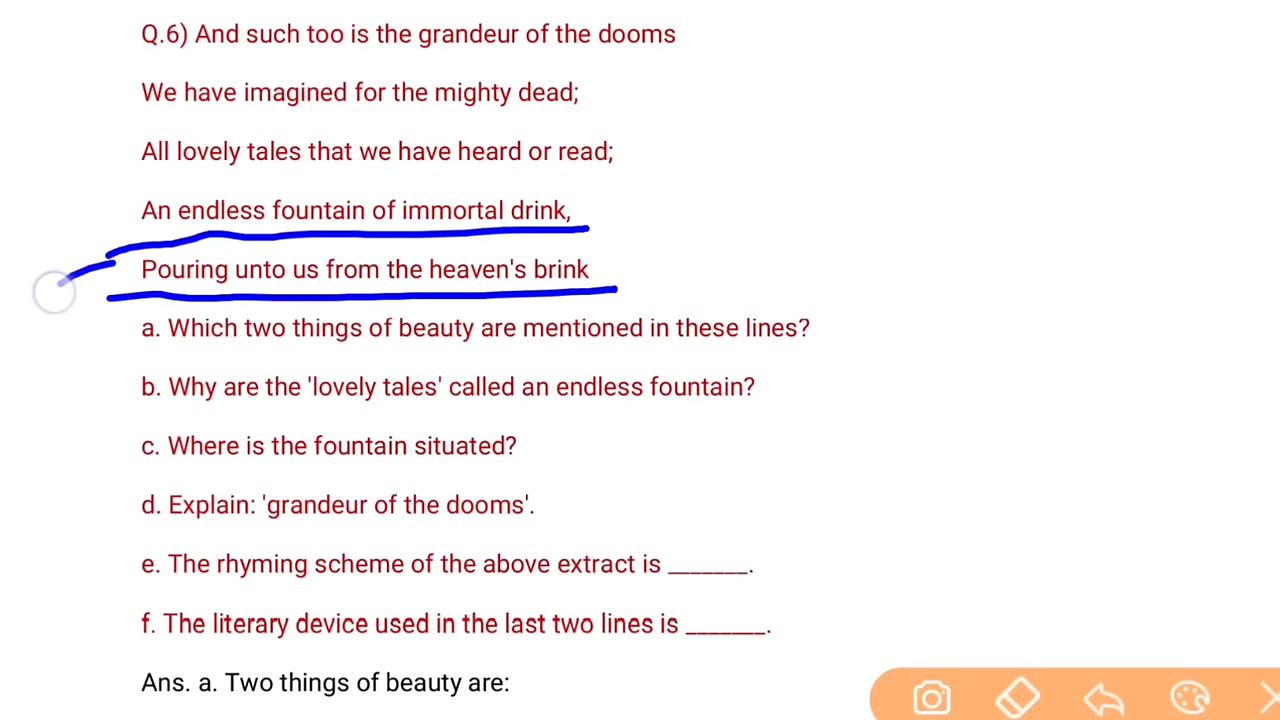 Q.6) And such too is the grandeur of the dooms
We have imagined for the mighty dead;
All lovely tales that we have heard or read;
An endless fountain of immortal drink,
Pouring unto us from the heaven's brink
a. Which two things of beauty are mentioned in these lines?
b. Why are the 'lovely tales' called an endless fountain?
c. Where is the fountain situated?
d. Explain: 'grandeur of the dooms'.
e. The rhyming scheme of the above extract is _______.
f. The literary device used in the last two lines is _______.
Ans. a. Two things of beauty are: